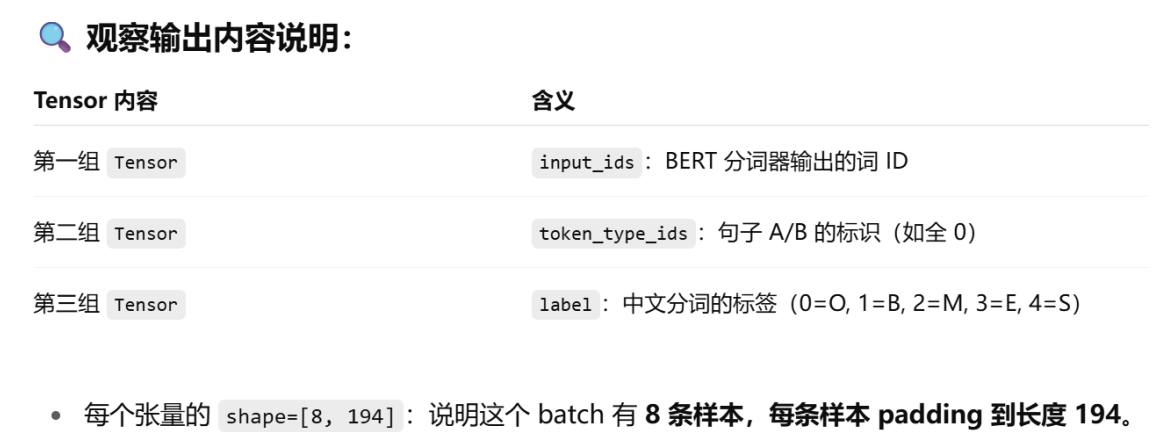 🔍 观察输出内容说明：
Tensor 内容 含义
第一组 Tensor input_ids：BERT 分词器输出的词 ID
第二组 Tensor token_type_ids：句子 A/B 的标识（如全 0）
第三组 Tensor label：中文分词的标签（0=O, 1=B, 2=M, 3=E, 4=S）
• 每个张量的 shape=[8, 194]：说明这个 batch 有 8 条样本，每条样本 padding 到长度 194。